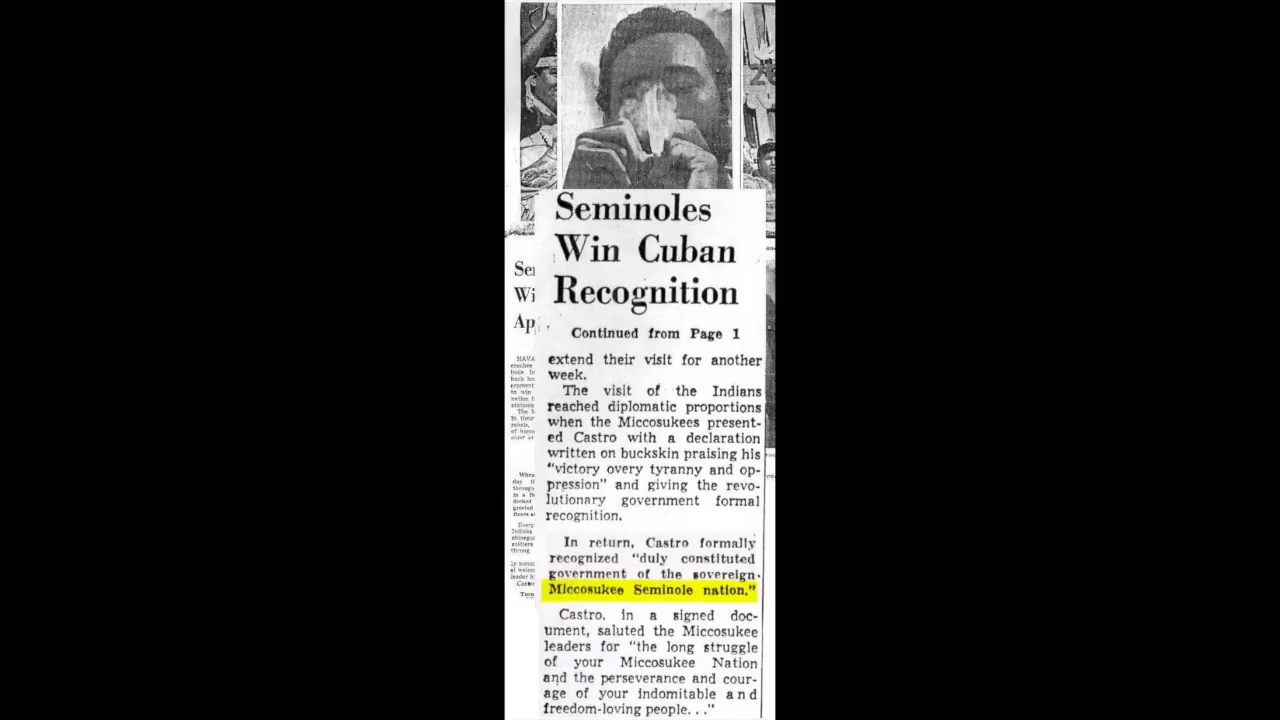 Seminoles
Win Cuban
Recognition
Continued from Page 1
extend their visit for another
week.
The visit of the Indians
reached diplomatic proportions
when the Miccosukees present-
ed Castro with a declaration
written on buckskin praising his
"victory overy tyranny and op-
pression" and giving the revo-
lutionary government formal
recognition.
In return, Castro formally
recognized "duly constituted
government of the sovereign
Miccosukee Seminole nation."
Castro, in a signed doc-
ument, saluted the Miccosukee
leaders for "the long struggle
of your Miccosukee Nation
and the perseverance and cour-
age of your indomitable and
freedom-loving people. . ."